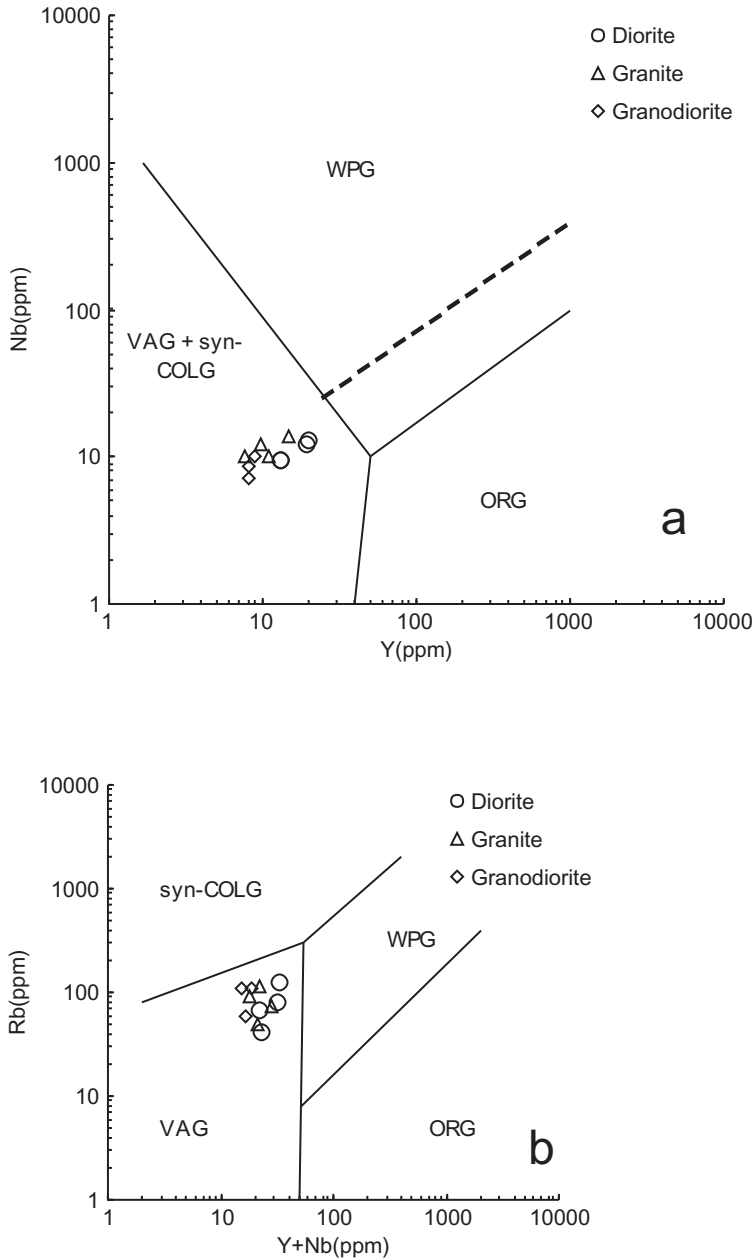 10000
Diorite
Granite
Granodiorite
1000
WPG
Nb(ppm)
100
VAG + syn-
COLG
10
ORG
a
1
1 10 100 1000 10000
Y(ppm)
10000
Diorite
Granite
Granodiorite
1000
syn-COLG
WPG
Rb(ppm)
100
10
VAG
ORG
b
1
1 10 100 1000 10000
Y+Nb(ppm)